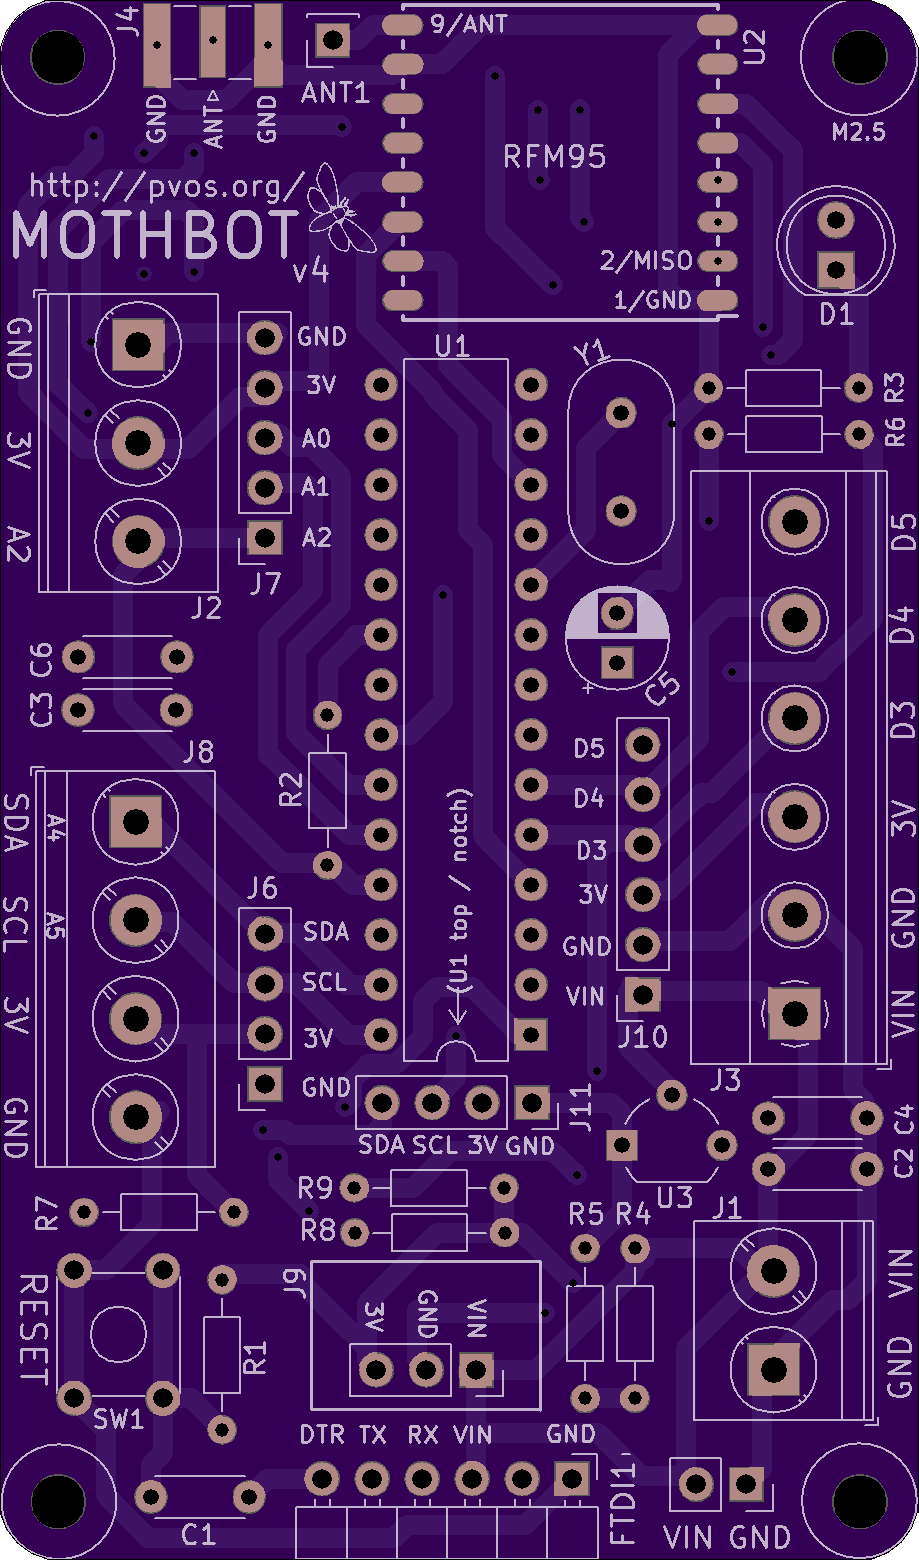 J4
9/ANT
U2
GND
ANT
GND
ANT1
M2.5
RFM95
http://pvos.org/
MOTHBOT
v4
2/MISO
1/GND
D1
GND
3V
A2
J2
GND
3V
A0
A1
A2
J7
U1
Y1
R3
R6
C6
C3
C5
+
D5
D4
D3
3V
GND
VIN
J3
J8
SDA
A4
SCL
A5
3V
GND
R2
J6
SDA
SCL
3V
GND
(U1 top / notch)
D5
D4
D3
3V
GND
VIN
J10
SDA SCL 3V GND
J11
U3
C4
C2
R7
R9
R8
R5
R4
J1
VIN
GND
RESET
SW1
R1
J9
3V
GND
VIN
DTR TX RX VIN GND
C1
FTDI1
VIN GND